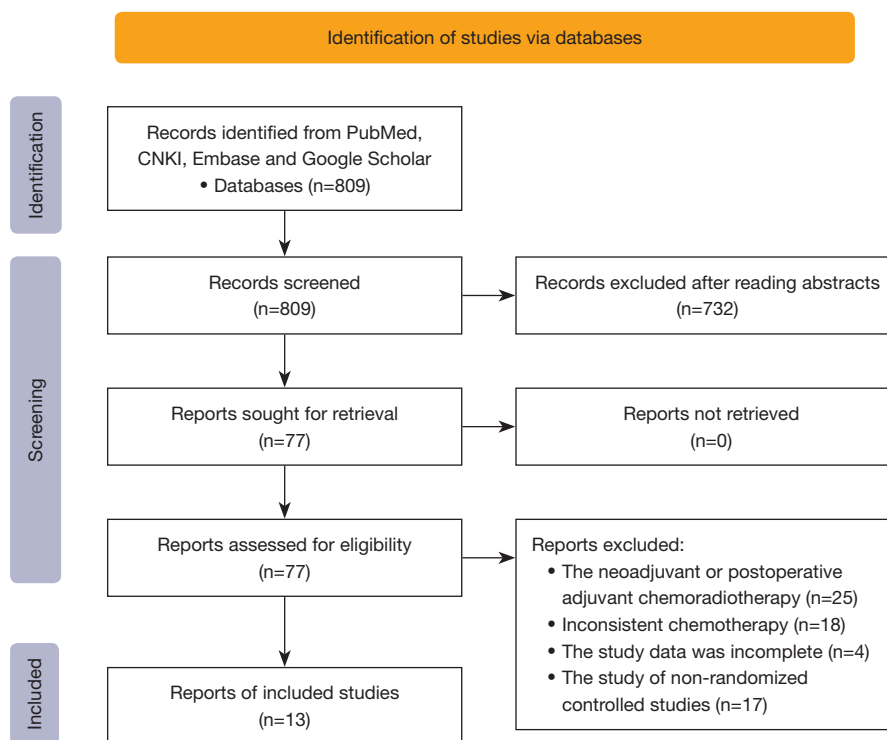 Identification of studies via databases
Identification
Records identified from PubMed,
CNKI, Embase and Google Scholar
• Databases (n=809)
Screening
Records screened
(n=809)
Records excluded after reading abstracts
(n=732)
Reports sought for retrieval
(n=77)
Reports not retrieved
(n=0)
Reports assessed for eligibility
(n=77)
Reports excluded:
• The neoadjuvant or postoperative
adjuvant chemoradiotherapy (n=25)
• Inconsistent chemotherapy (n=18)
• The study data was incomplete (n=4)
• The study of non-randomized
controlled studies (n=17)
Included
Reports of included studies
(n=13)